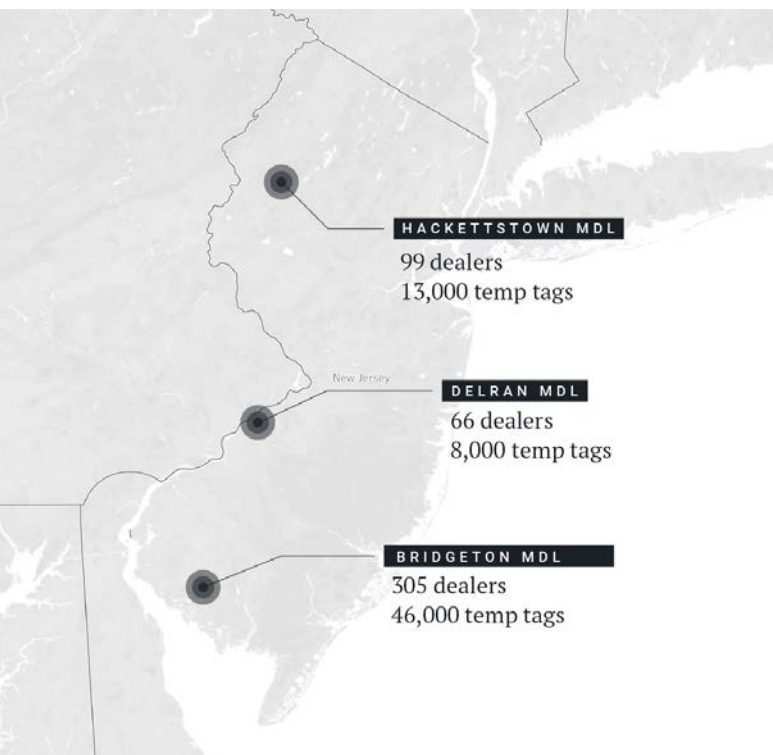 HACKETTSTOWN MDL
99 dealers
13,000 temp tags
New Jersey
DELRAN MDL
66 dealers
8,000 temp tags
BRIDGETON MDL
305 dealers
46,000 temp tags